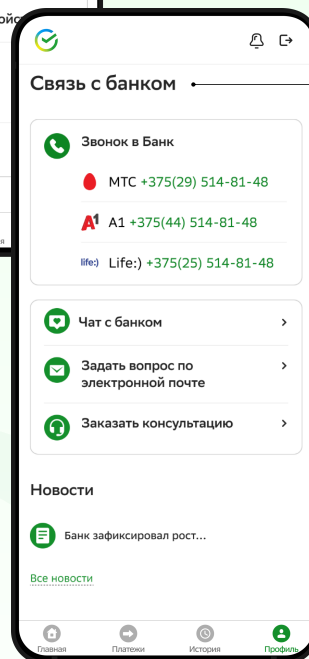 Связь с банком
Звонок в Банк
МТС +375(29) 514-81-48
A1 A1 +375(44) 514-81-48
life:) Life:) +375(25) 514-81-48
Чат с банком
Задать вопрос по
электронной почте
Заказать консультацию
Новости
Банк зафиксировал рост...
Все новости
Главная Платежи История Профиль